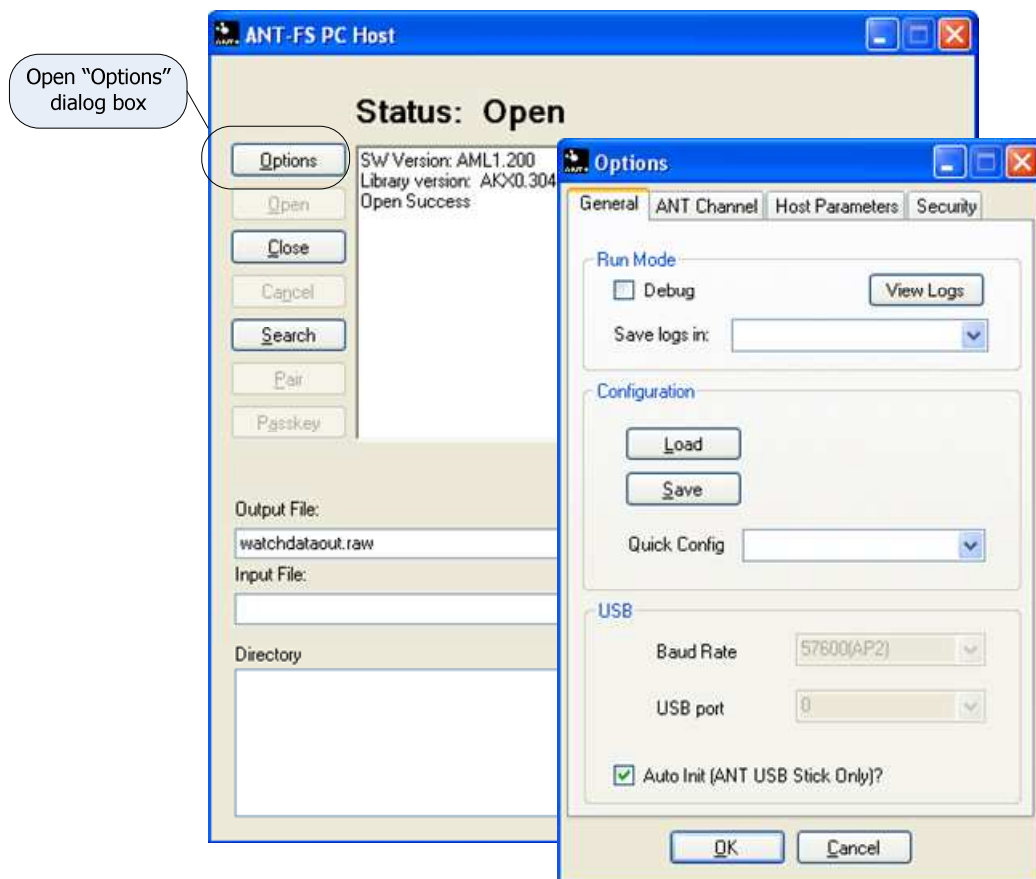 ANT-FS PC Host
Open “Options”
dialog box
Status: Open
Options
Open
Close
Cancel
Search
Pair
Passkey
SW Version: AML1.200
Library version: AKX0.304
Open Success
Output File:
watchdataout.raw
Input File:
Directory
Options
General ANT Channel Host Parameters Security
Run Mode
Debug
View Logs
Save logs in:
Configuration
Load
Save
Quick Config
USB
Baud Rate 57600(AP2)
USB port 0
Auto Init (ANT USB Stick Only)?
OK Cancel